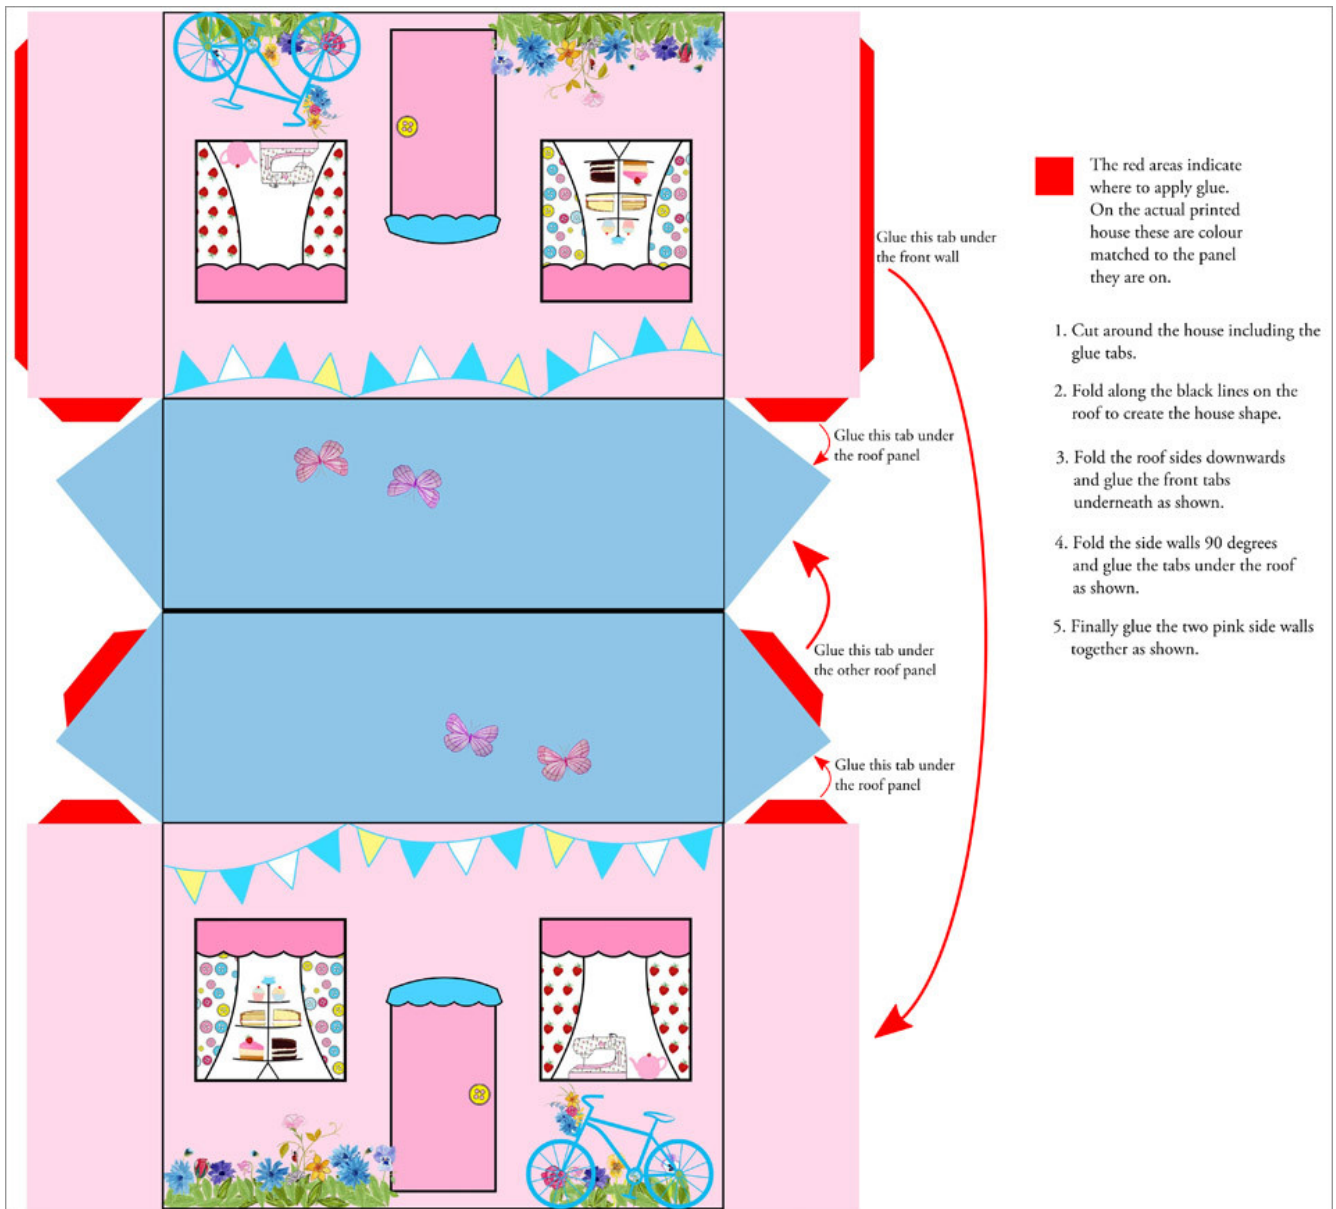 The red areas indicate
where to apply glue.
On the actual printed
house these are colour
matched to the panel
they are on.
Glue this tab under
the front wall
1. Cut around the house including the
glue tabs.
2. Fold along the black lines on the
roof to create the house shape.
Glue this tab under
the roof panel
3. Fold the roof sides downwards
and glue the front tabs
underneath as shown.
4. Fold the side walls 90 degrees
and glue the tabs under the roof
as shown.
5. Finally glue the two pink side walls
together as shown.
Glue this tab under
the other roof panel
Glue this tab under
the roof panel